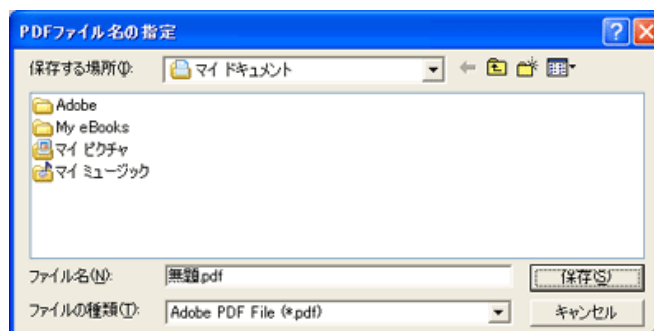 PDFファイル名の指定
保存する場所(I):
マイ ドキュメント
Adobe
My eBooks
マイ ピクチャ
マイ ミュージック
ファイル名(N):
無題.pdf
保存(S)
ファイルの種類(T):
Adobe PDF File (*.pdf)
キャンセル